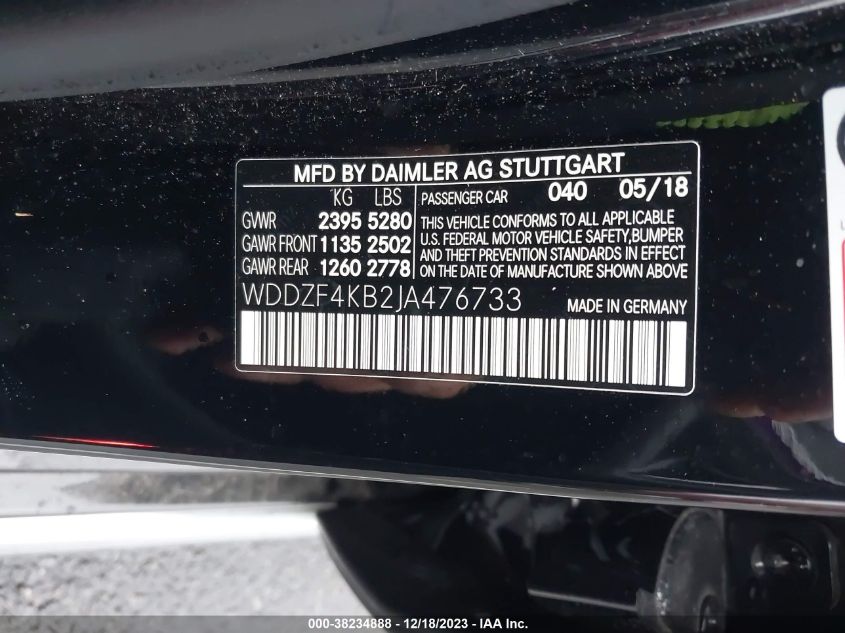 MFD BY DAIMLER AG STUTTGART
KG LBS
GVWR 2395 5280
GAWR FRONT 1135 2502
GAWR REAR 1260 2778
PASSENGER CAR 040 05/18
THIS VEHICLE CONFORMS TO ALL APPLICABLE
U.S. FEDERAL MOTOR VEHICLE SAFETY,BUMPER
AND THEFT PREVENTION STANDARDS IN EFFECT
ON THE DATE OF MANUFACTURE SHOWN ABOVE
WDDZF4KB2JA476733 MADE IN GERMANY
000-38234888 - 12/18/2023 - IAA Inc.